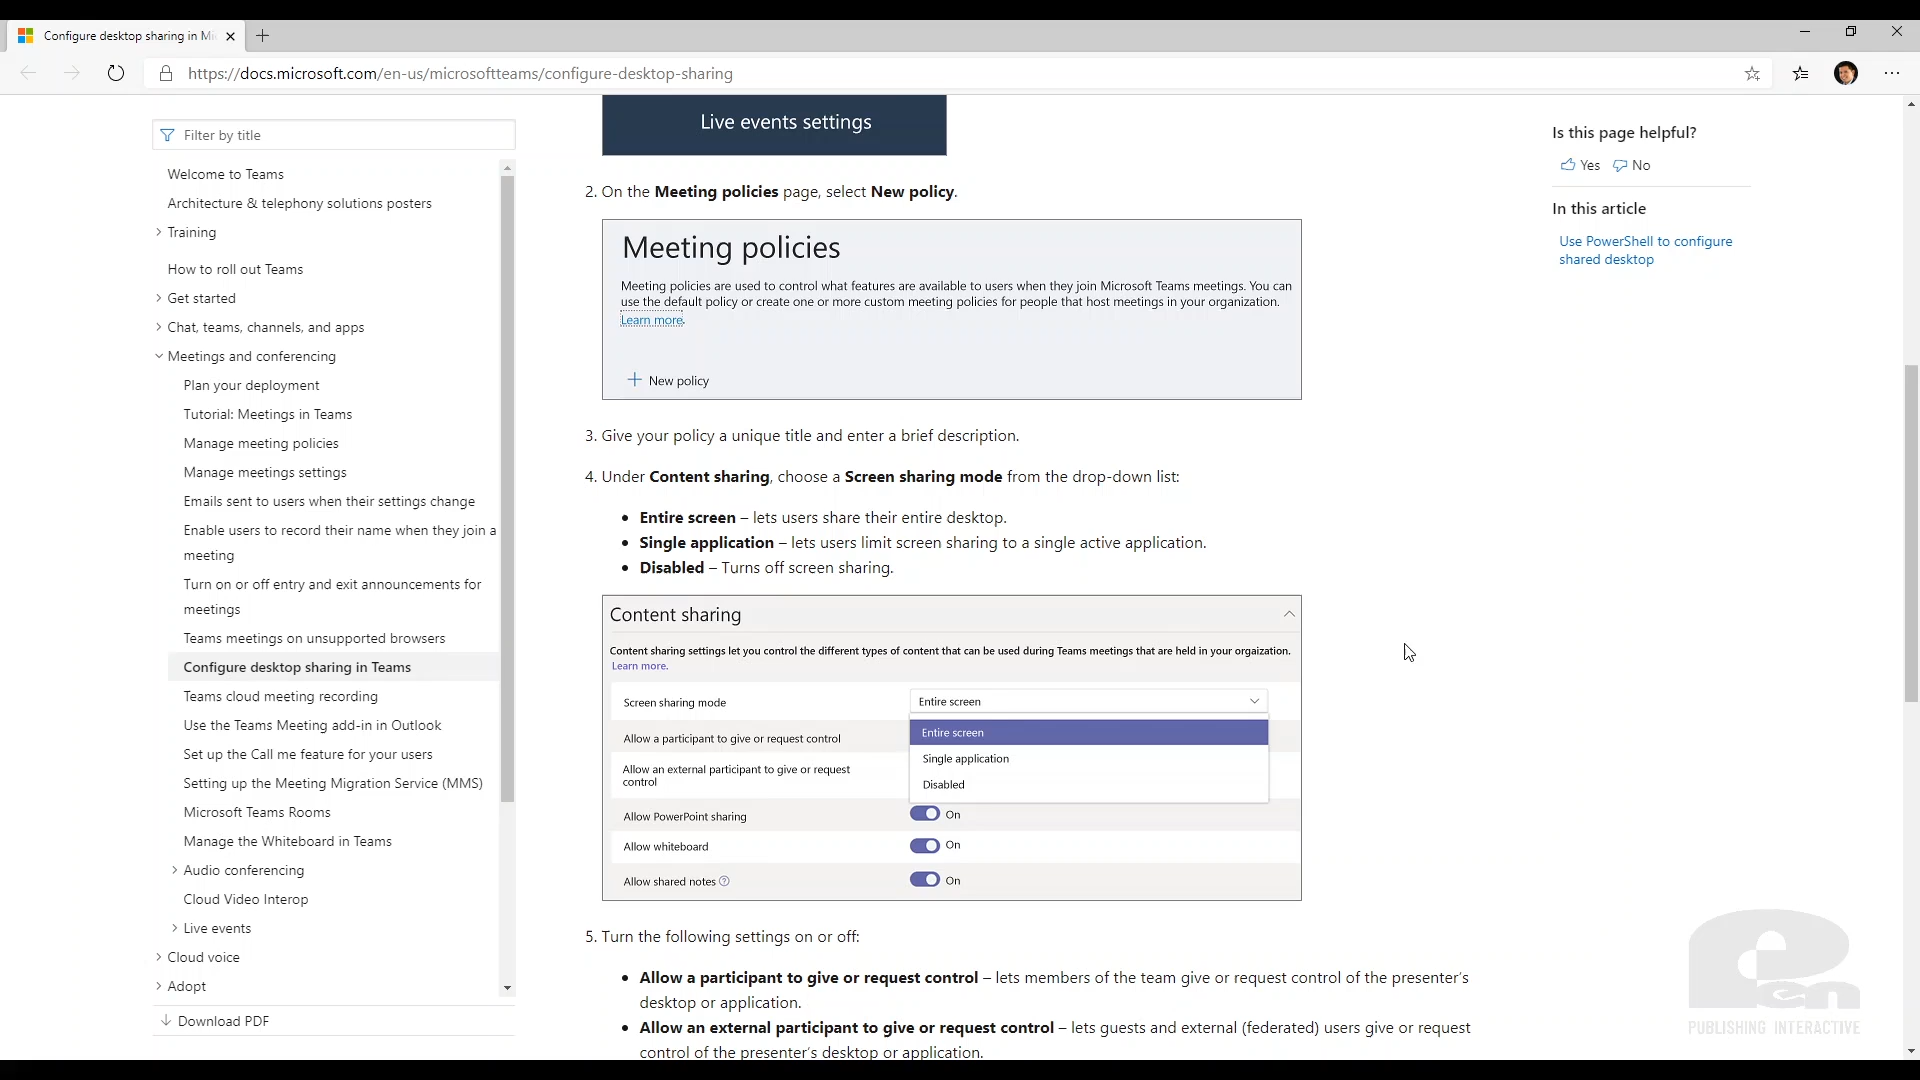 Configure desktop sharing in Mi
https://docs.microsoft.com/en-us/microsoftteams/configure-desktop-sharing
Filter by title
Welcome to Teams
Architecture & telephony solutions posters
Training
How to roll out Teams
Get started
Chat, teams, channels, and apps
Meetings and conferencing
Plan your deployment
Tutorial: Meetings in Teams
Manage meeting policies
Manage meetings settings
Emails sent to users when their settings change
Enable users to record their name when they join a
meeting
Turn on or off entry and exit announcements for
meetings
Teams meetings on unsupported browsers
Configure desktop sharing in Teams
Teams cloud meeting recording
Use the Teams Meeting add-in in Outlook
Set up the Call me feature for your users
Setting up the Meeting Migration Service (MMS)
Microsoft Teams Rooms
Manage the Whiteboard in Teams
Audio conferencing
Cloud Video Interop
Live events
Cloud voice
Adopt
Download PDF
Live events settings
2. On the Meeting policies page, select New policy.
Meeting policies
Meeting policies are used to control what features are available to users when they join Microsoft Teams meetings. You can
use the default policy or create one or more custom meeting policies for people that host meetings in your organization.
Learn more.
+ New policy
3. Give your policy a unique title and enter a brief description.
4. Under Content sharing, choose a Screen sharing mode from the drop-down list:
• Entire screen – lets users share their entire desktop.
• Single application – lets users limit screen sharing to a single active application.
• Disabled – Turns off screen sharing.
Content sharing
Content sharing settings let you control the different types of content that can be used during Teams meetings that are held in your orgaization.
Learn more.
Screen sharing mode
Entire screen
Entire screen
Allow a participant to give or request control
Single application
Allow an external participant to give or request
control
Disabled
Allow PowerPoint sharing
On
Allow whiteboard
On
Allow shared notes
On
5. Turn the following settings on or off:
• Allow a participant to give or request control – lets members of the team give or request control of the presenter's
desktop or application.
• Allow an external participant to give or request control – lets guests and external (federated) users give or request
control of the presenter's desktop or application.
Is this page helpful?
Yes No
In this article
Use PowerShell to configure
shared desktop
PUBLISHING INTERACTIVE